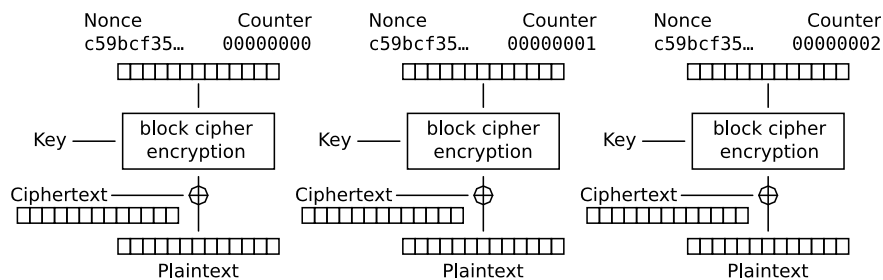 Nonce Counter Nonce Counter Nonce Counter
c59bcf35… 00000000 c59bcf35… 00000001 c59bcf35… 00000002
Key block cipher encryption Key block cipher encryption Key block cipher encryption
Ciphertext Ciphertext Ciphertext
Plaintext Plaintext Plaintext